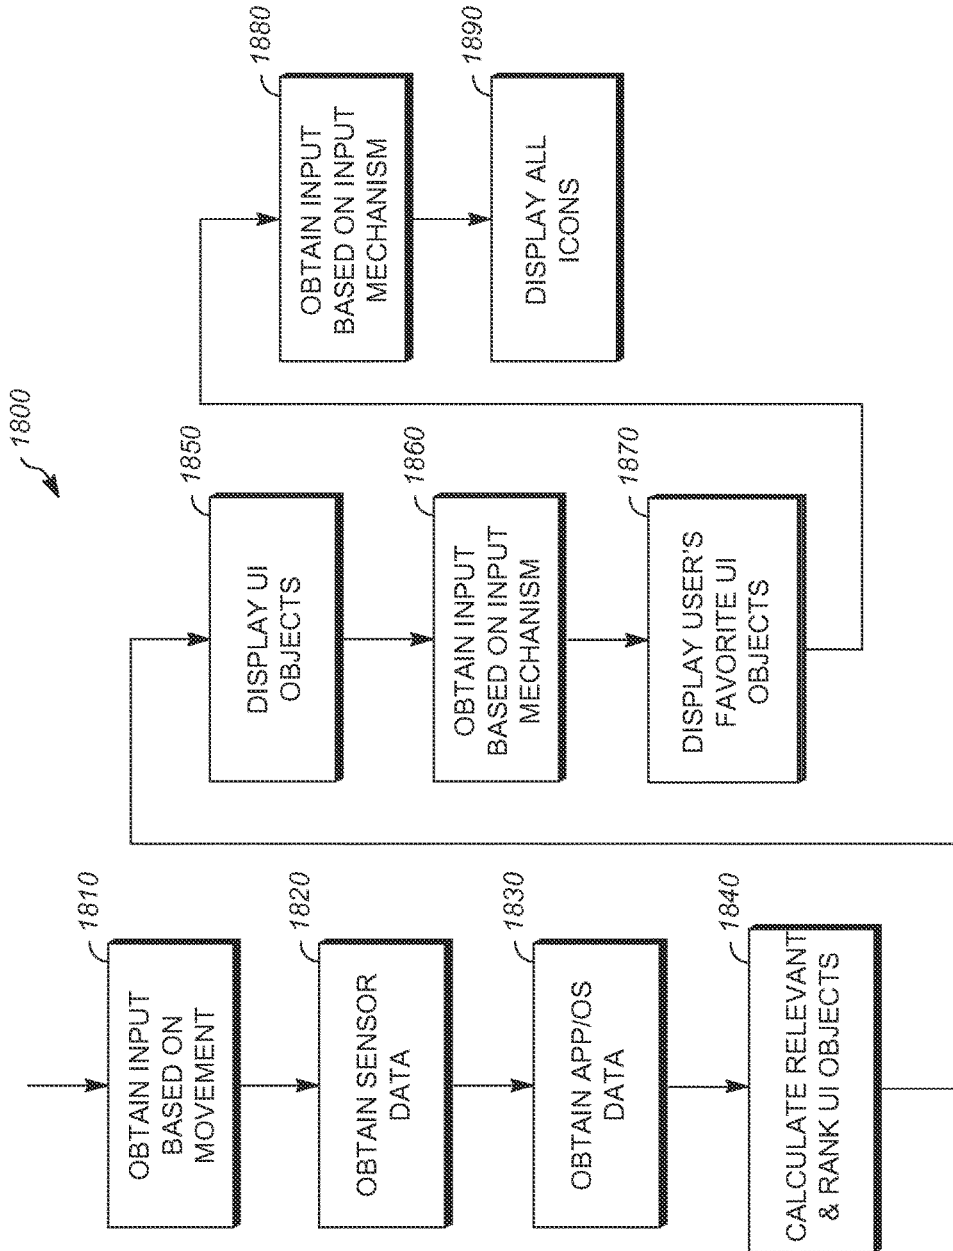 1800
1810
OBTAIN INPUT
BASED ON
MOVEMENT
1820
OBTAIN SENSOR
DATA
1830
OBTAIN APP/OS
DATA
1840
CALCULATE RELEVANT
& RANK UI OBJECTS
1850
DISPLAY UI
OBJECTS
1860
OBTAIN INPUT
BASED ON INPUT
MECHANISM
1870
DISPLAY USER'S
FAVORITE UI
OBJECTS
1880
OBTAIN INPUT
BASED ON INPUT
MECHANISM
1890
DISPLAY ALL
ICONS